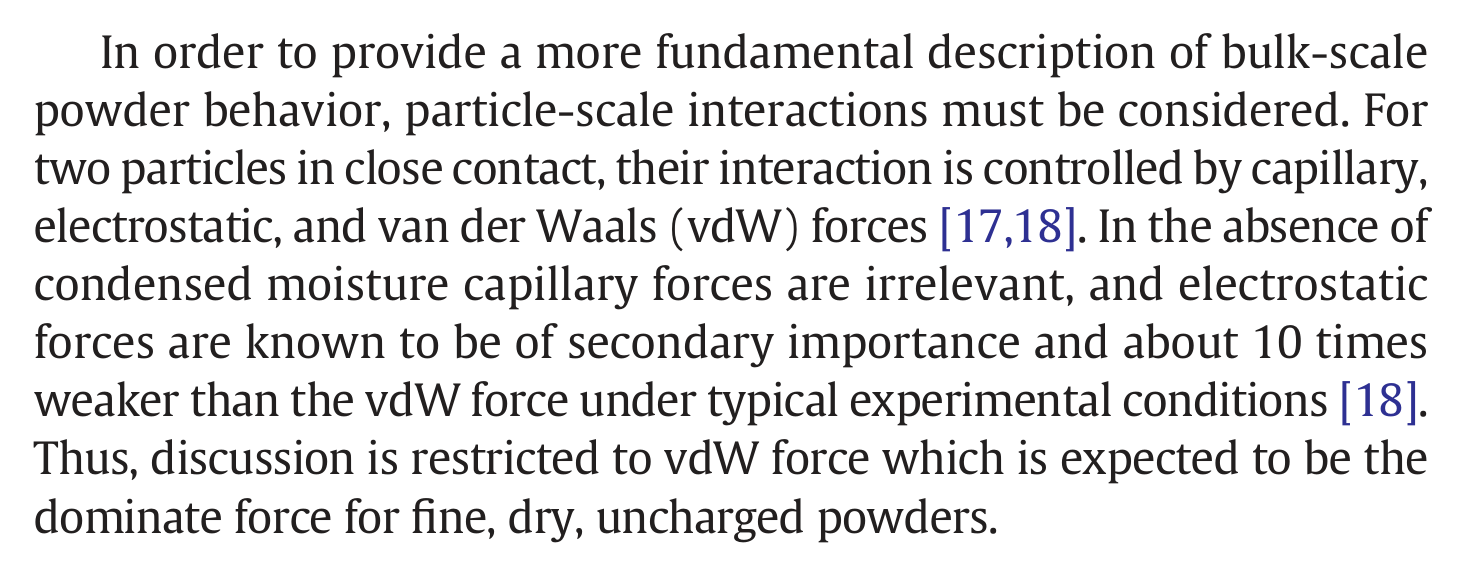 In order to provide a more fundamental description of bulk-scale
powder behavior, particle-scale interactions must be considered. For
two particles in close contact, their interaction is controlled by capillary,
electrostatic, and van der Waals (vdW) forces [17,18]. In the absence of
condensed moisture capillary forces are irrelevant, and electrostatic
forces are known to be of secondary importance and about 10 times
weaker than the vdW force under typical experimental conditions [18].
Thus, discussion is restricted to vdW force which is expected to be the
dominate force for fine, dry, uncharged powders.